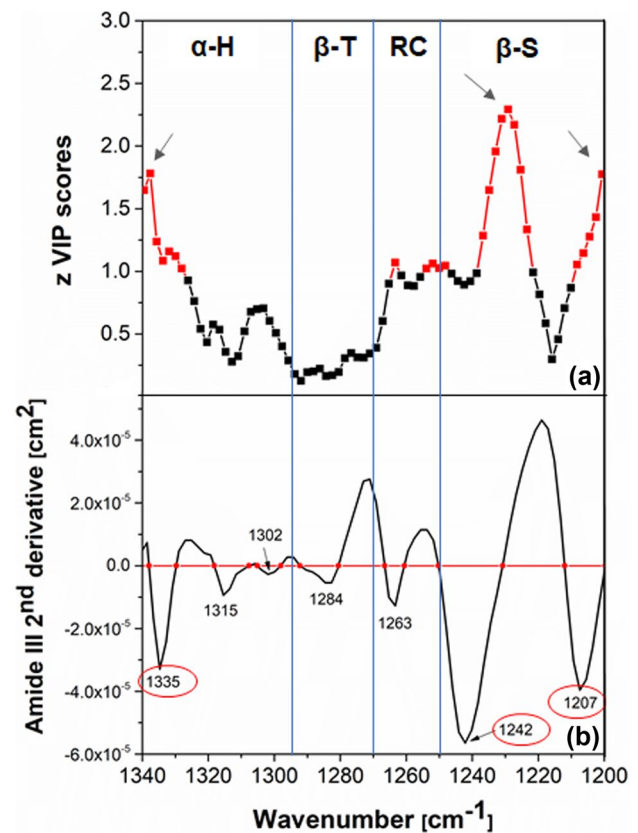 α-H β-T RC β-S
3.0
2.5
2.0
1.5
1.0
0.5
z VIP scores
(a)
4.0x10⁻⁵
2.0x10⁻⁵
0.0
-2.0x10⁻⁵
-4.0x10⁻⁵
-6.0x10⁻⁵
Amide III 2ⁿᵈ derivative [cm²]
1302
1315
1284
1263
1335
1242
1207
(b)
1340 1320 1300 1280 1260 1240 1220 1200
Wavenumber [cm⁻¹]